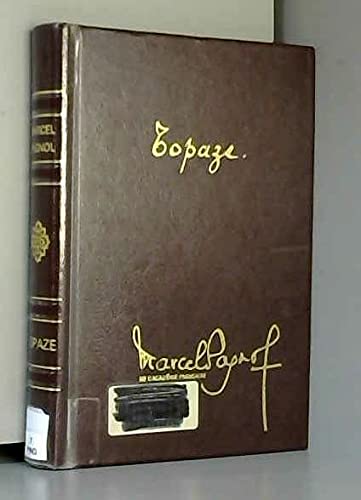 Topaze.
Marcel Pagnol
DE L'ACADÉMIE FRANÇAISE
MARCEL
PAGNOL
TOPAZE